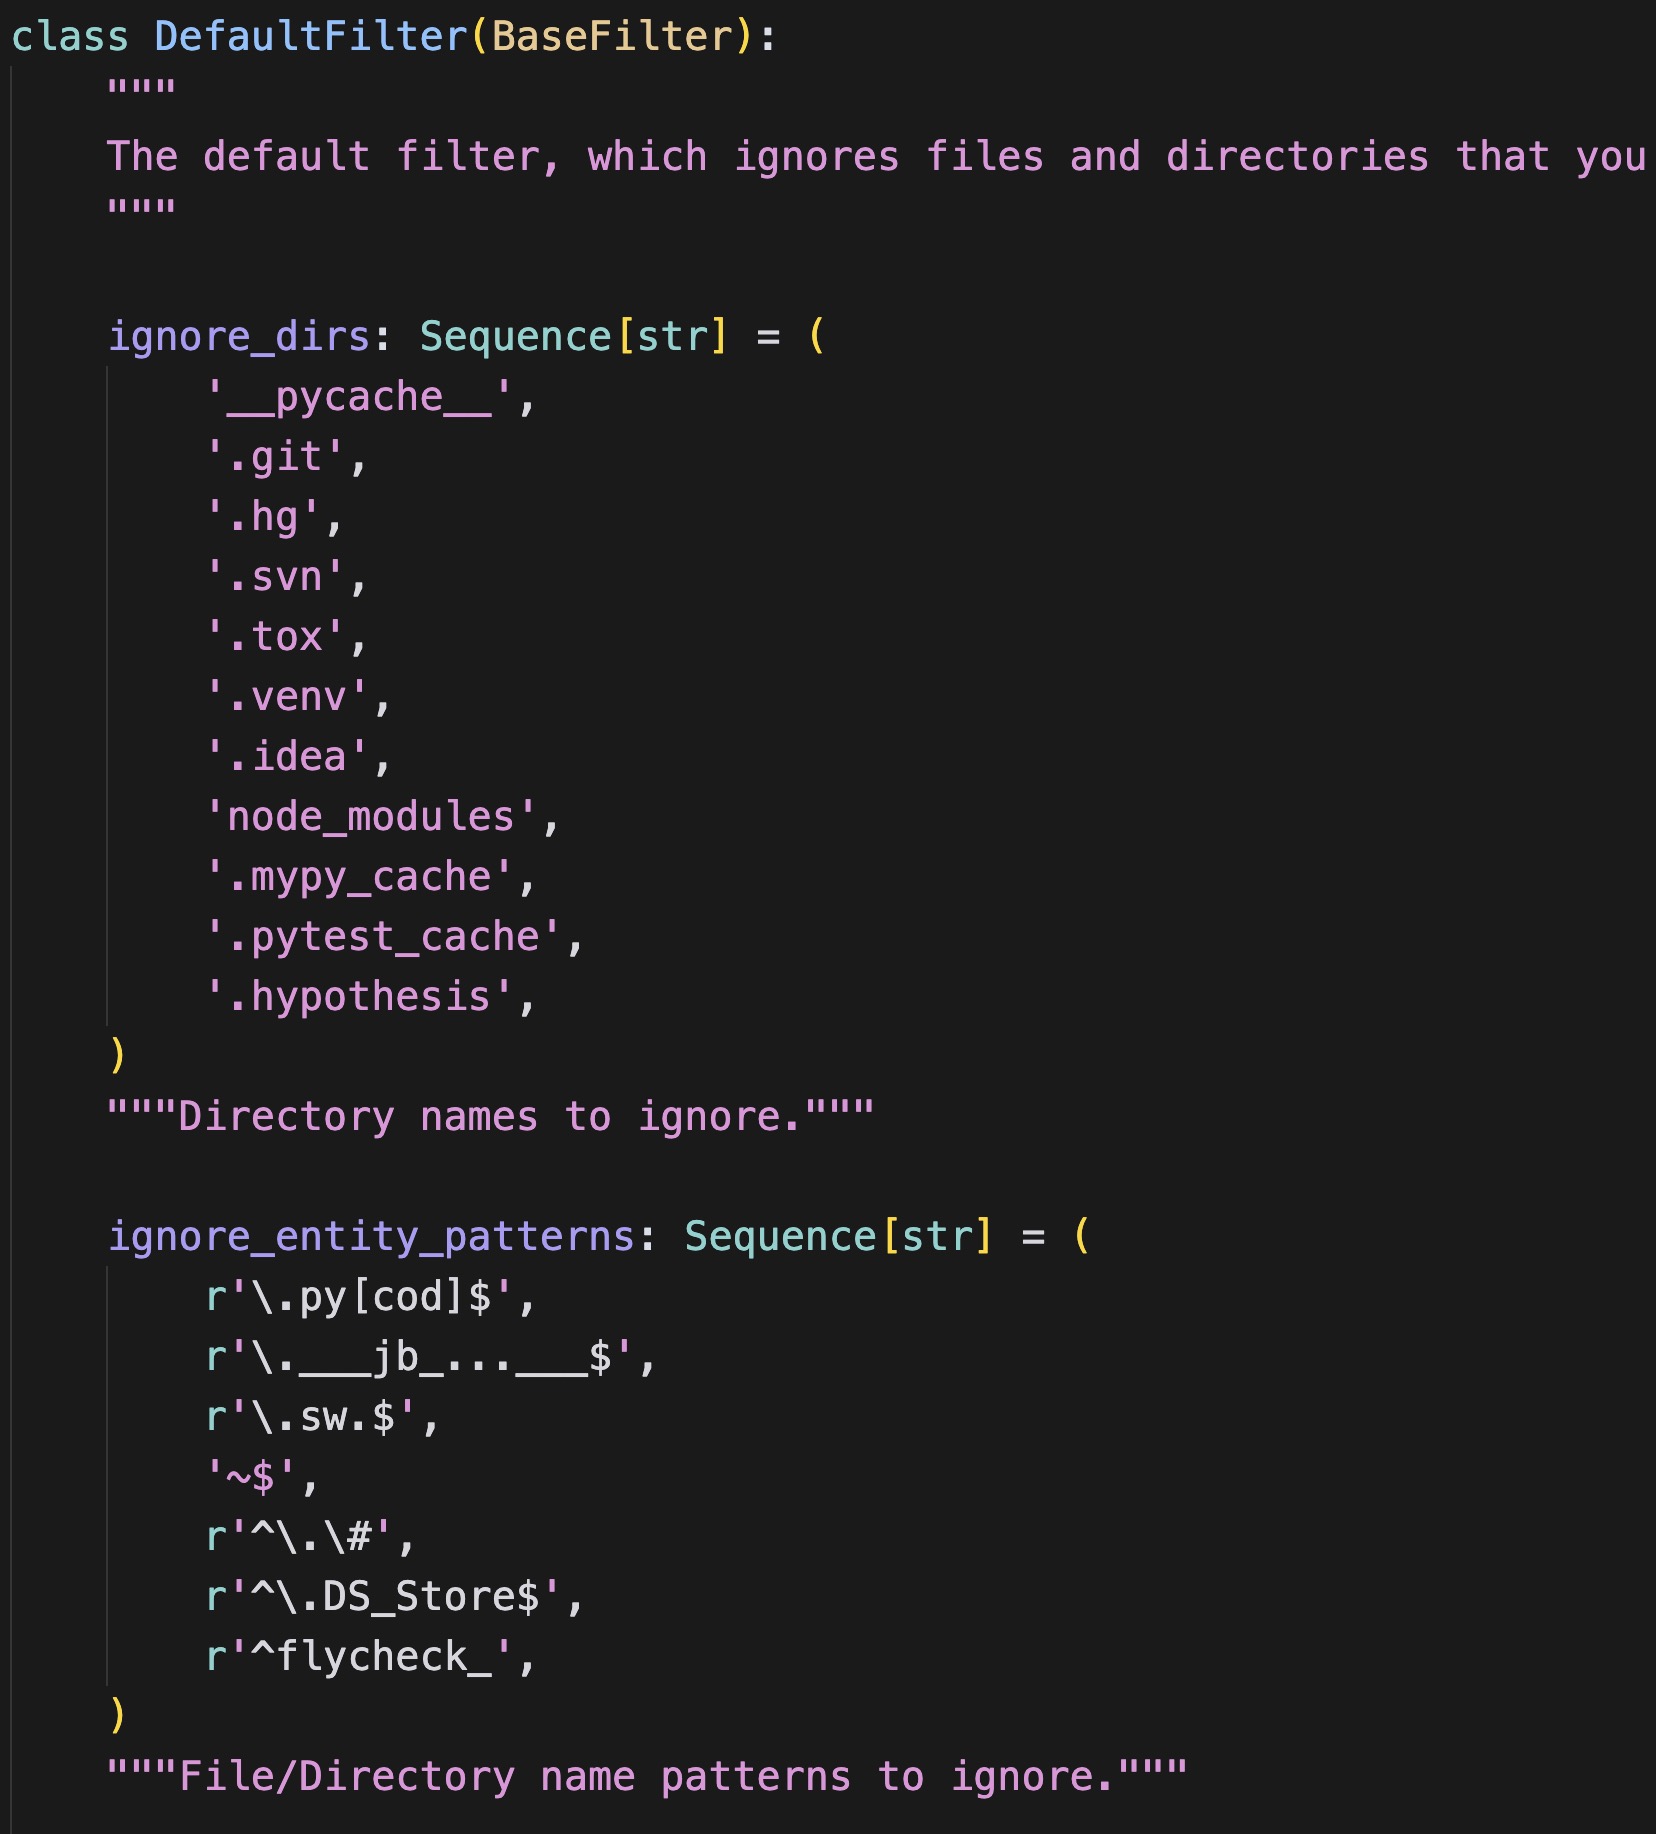 class DefaultFilter(BaseFilter):
    """
    The default filter, which ignores files and directories that you
    """

    ignore_dirs: Sequence[str] = (
        '__pycache__',
        '.git',
        '.hg',
        '.svn',
        '.tox',
        '.venv',
        '.idea',
        'node_modules',
        '.mypy_cache',
        '.pytest_cache',
        '.hypothesis',
    )
    """Directory names to ignore."""

    ignore_entity_patterns: Sequence[str] = (
        r'\.py[cod]$',
        r'\.___jb_...___$',
        r'\.sw.$',
        '~$',
        r'^\.\#',
        r'^\.DS_Store$',
        r'^flycheck_',
    )
    """File/Directory name patterns to ignore."""